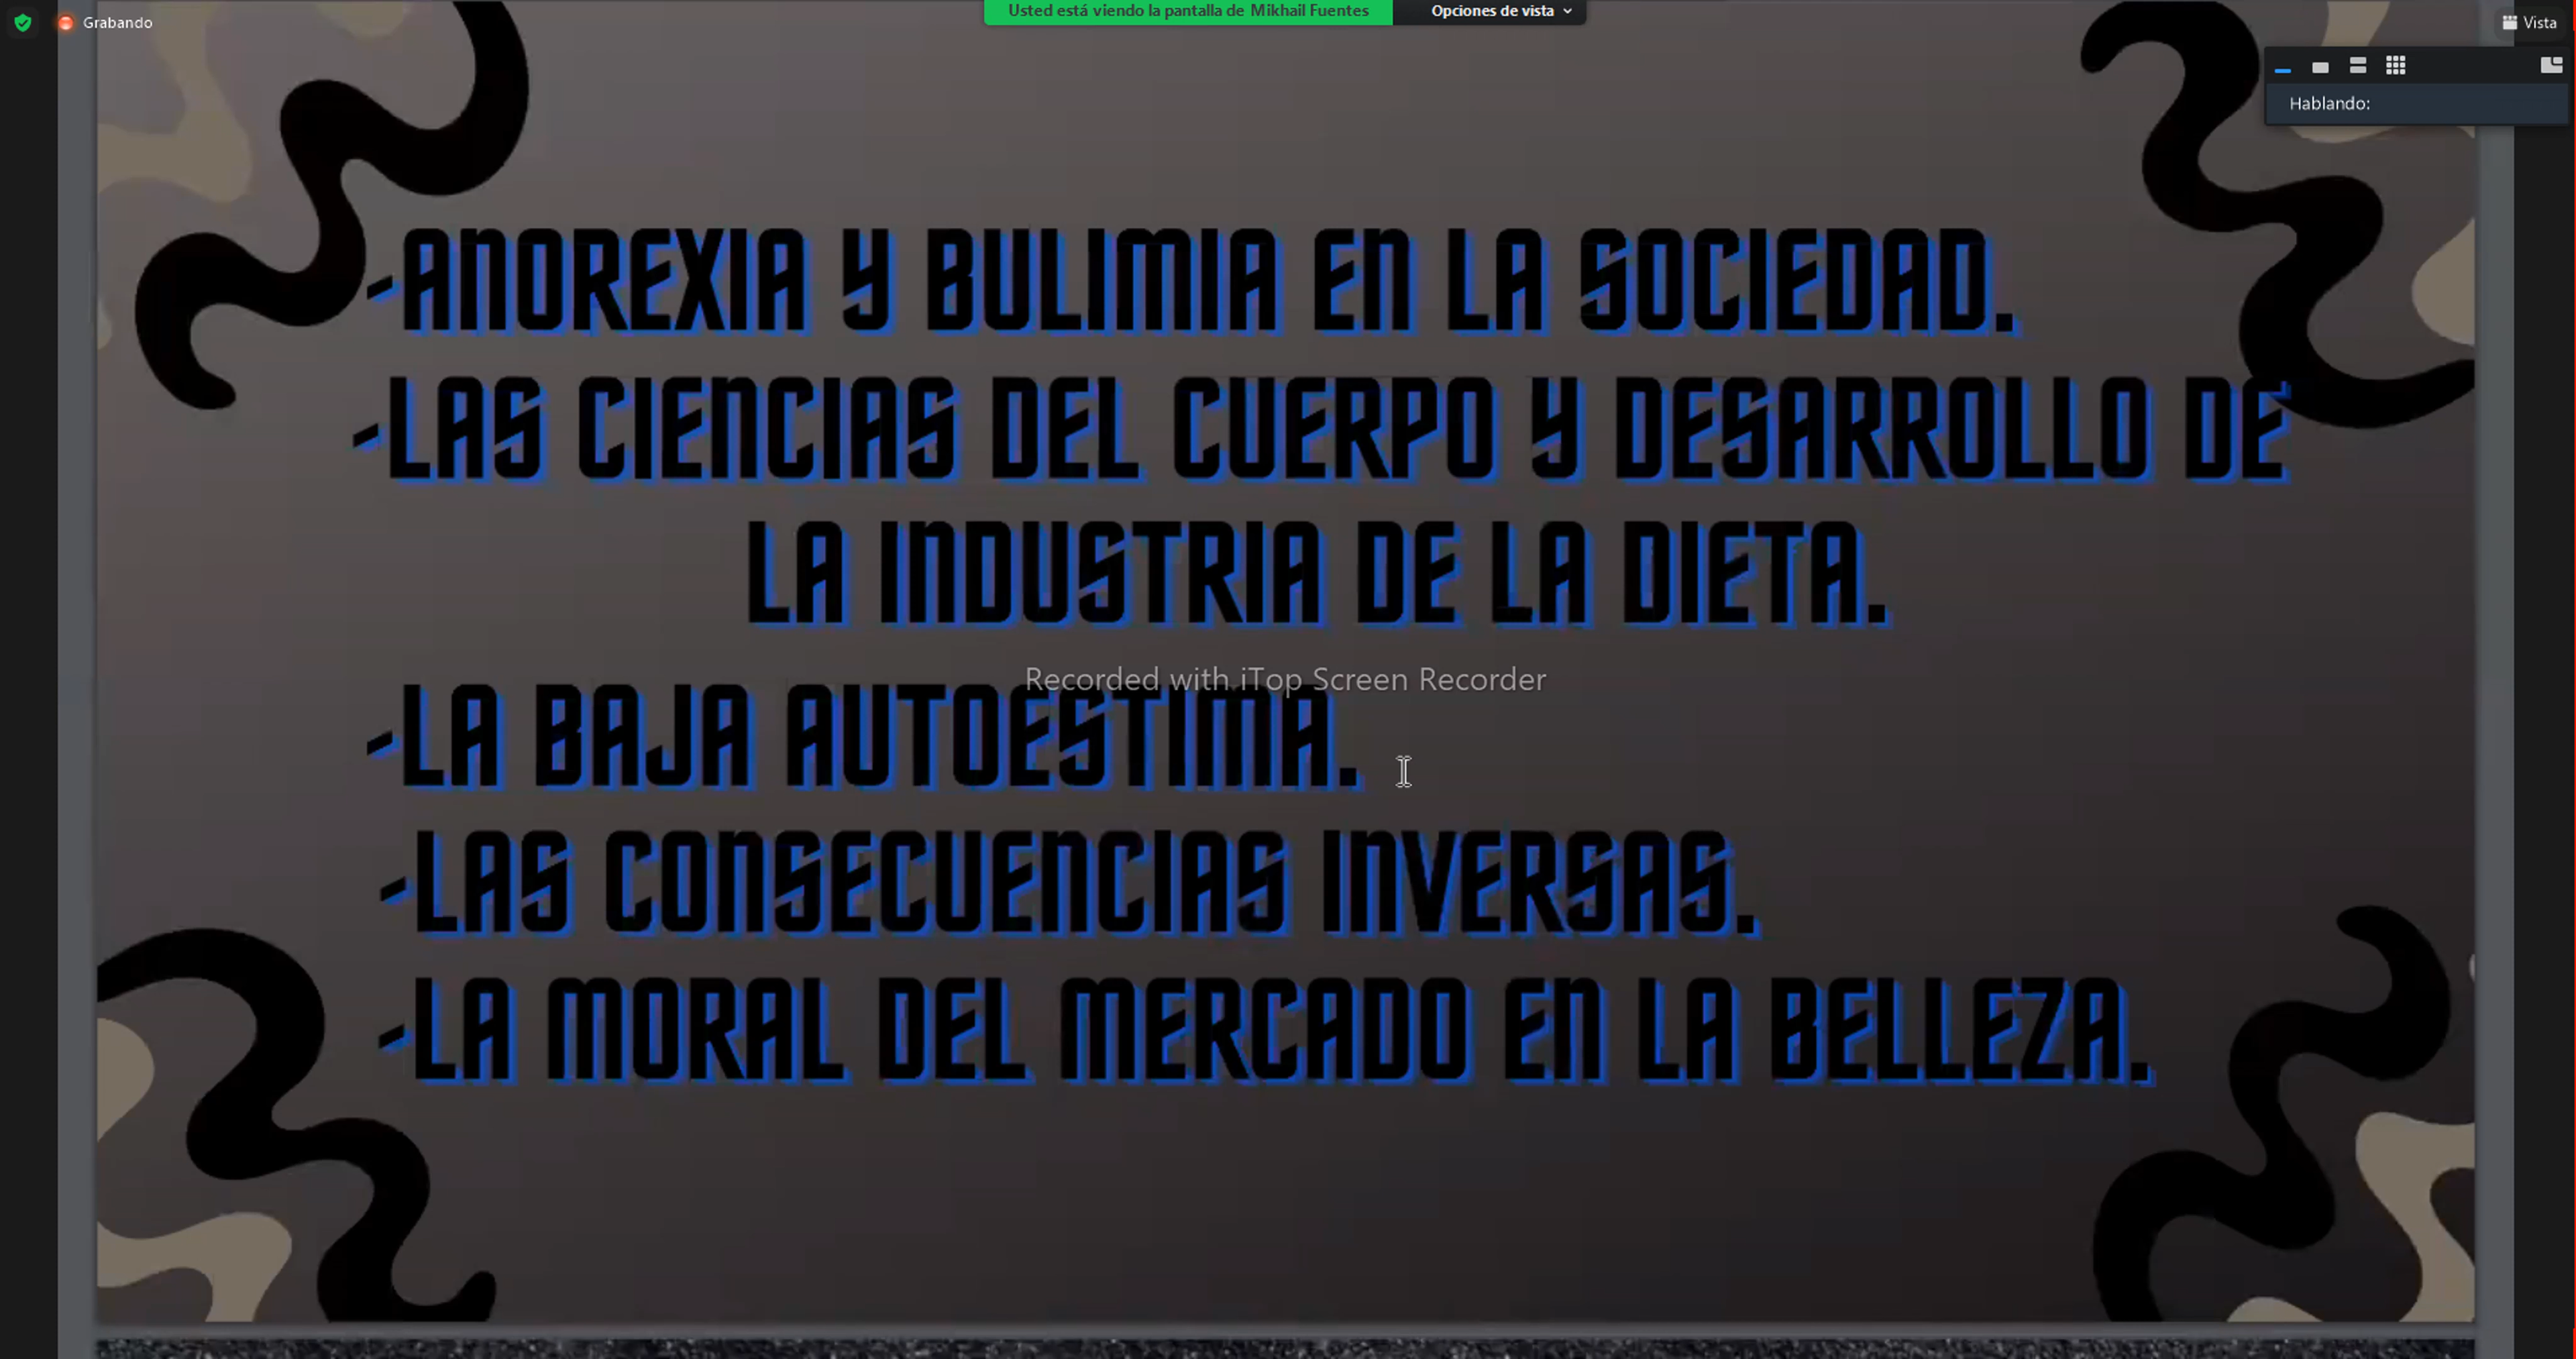 Grabando
Usted está viendo la pantalla de Mikhail Fuentes
Opciones de vista
Vista
Hablando:
-ANOREXIA Y BULIMIA EN LA SOCIEDAD.
-LAS CIENCIAS DEL CUERPO Y DESARROLLO DE
LA INDUSTRIA DE LA DIETA.
Recorded with iTop Screen Recorder
-LA BAJA AUTOESTIMA.
-LAS CONSECUENCIAS INVERSAS.
-LA MORAL DEL MERCADO EN LA BELLEZA.